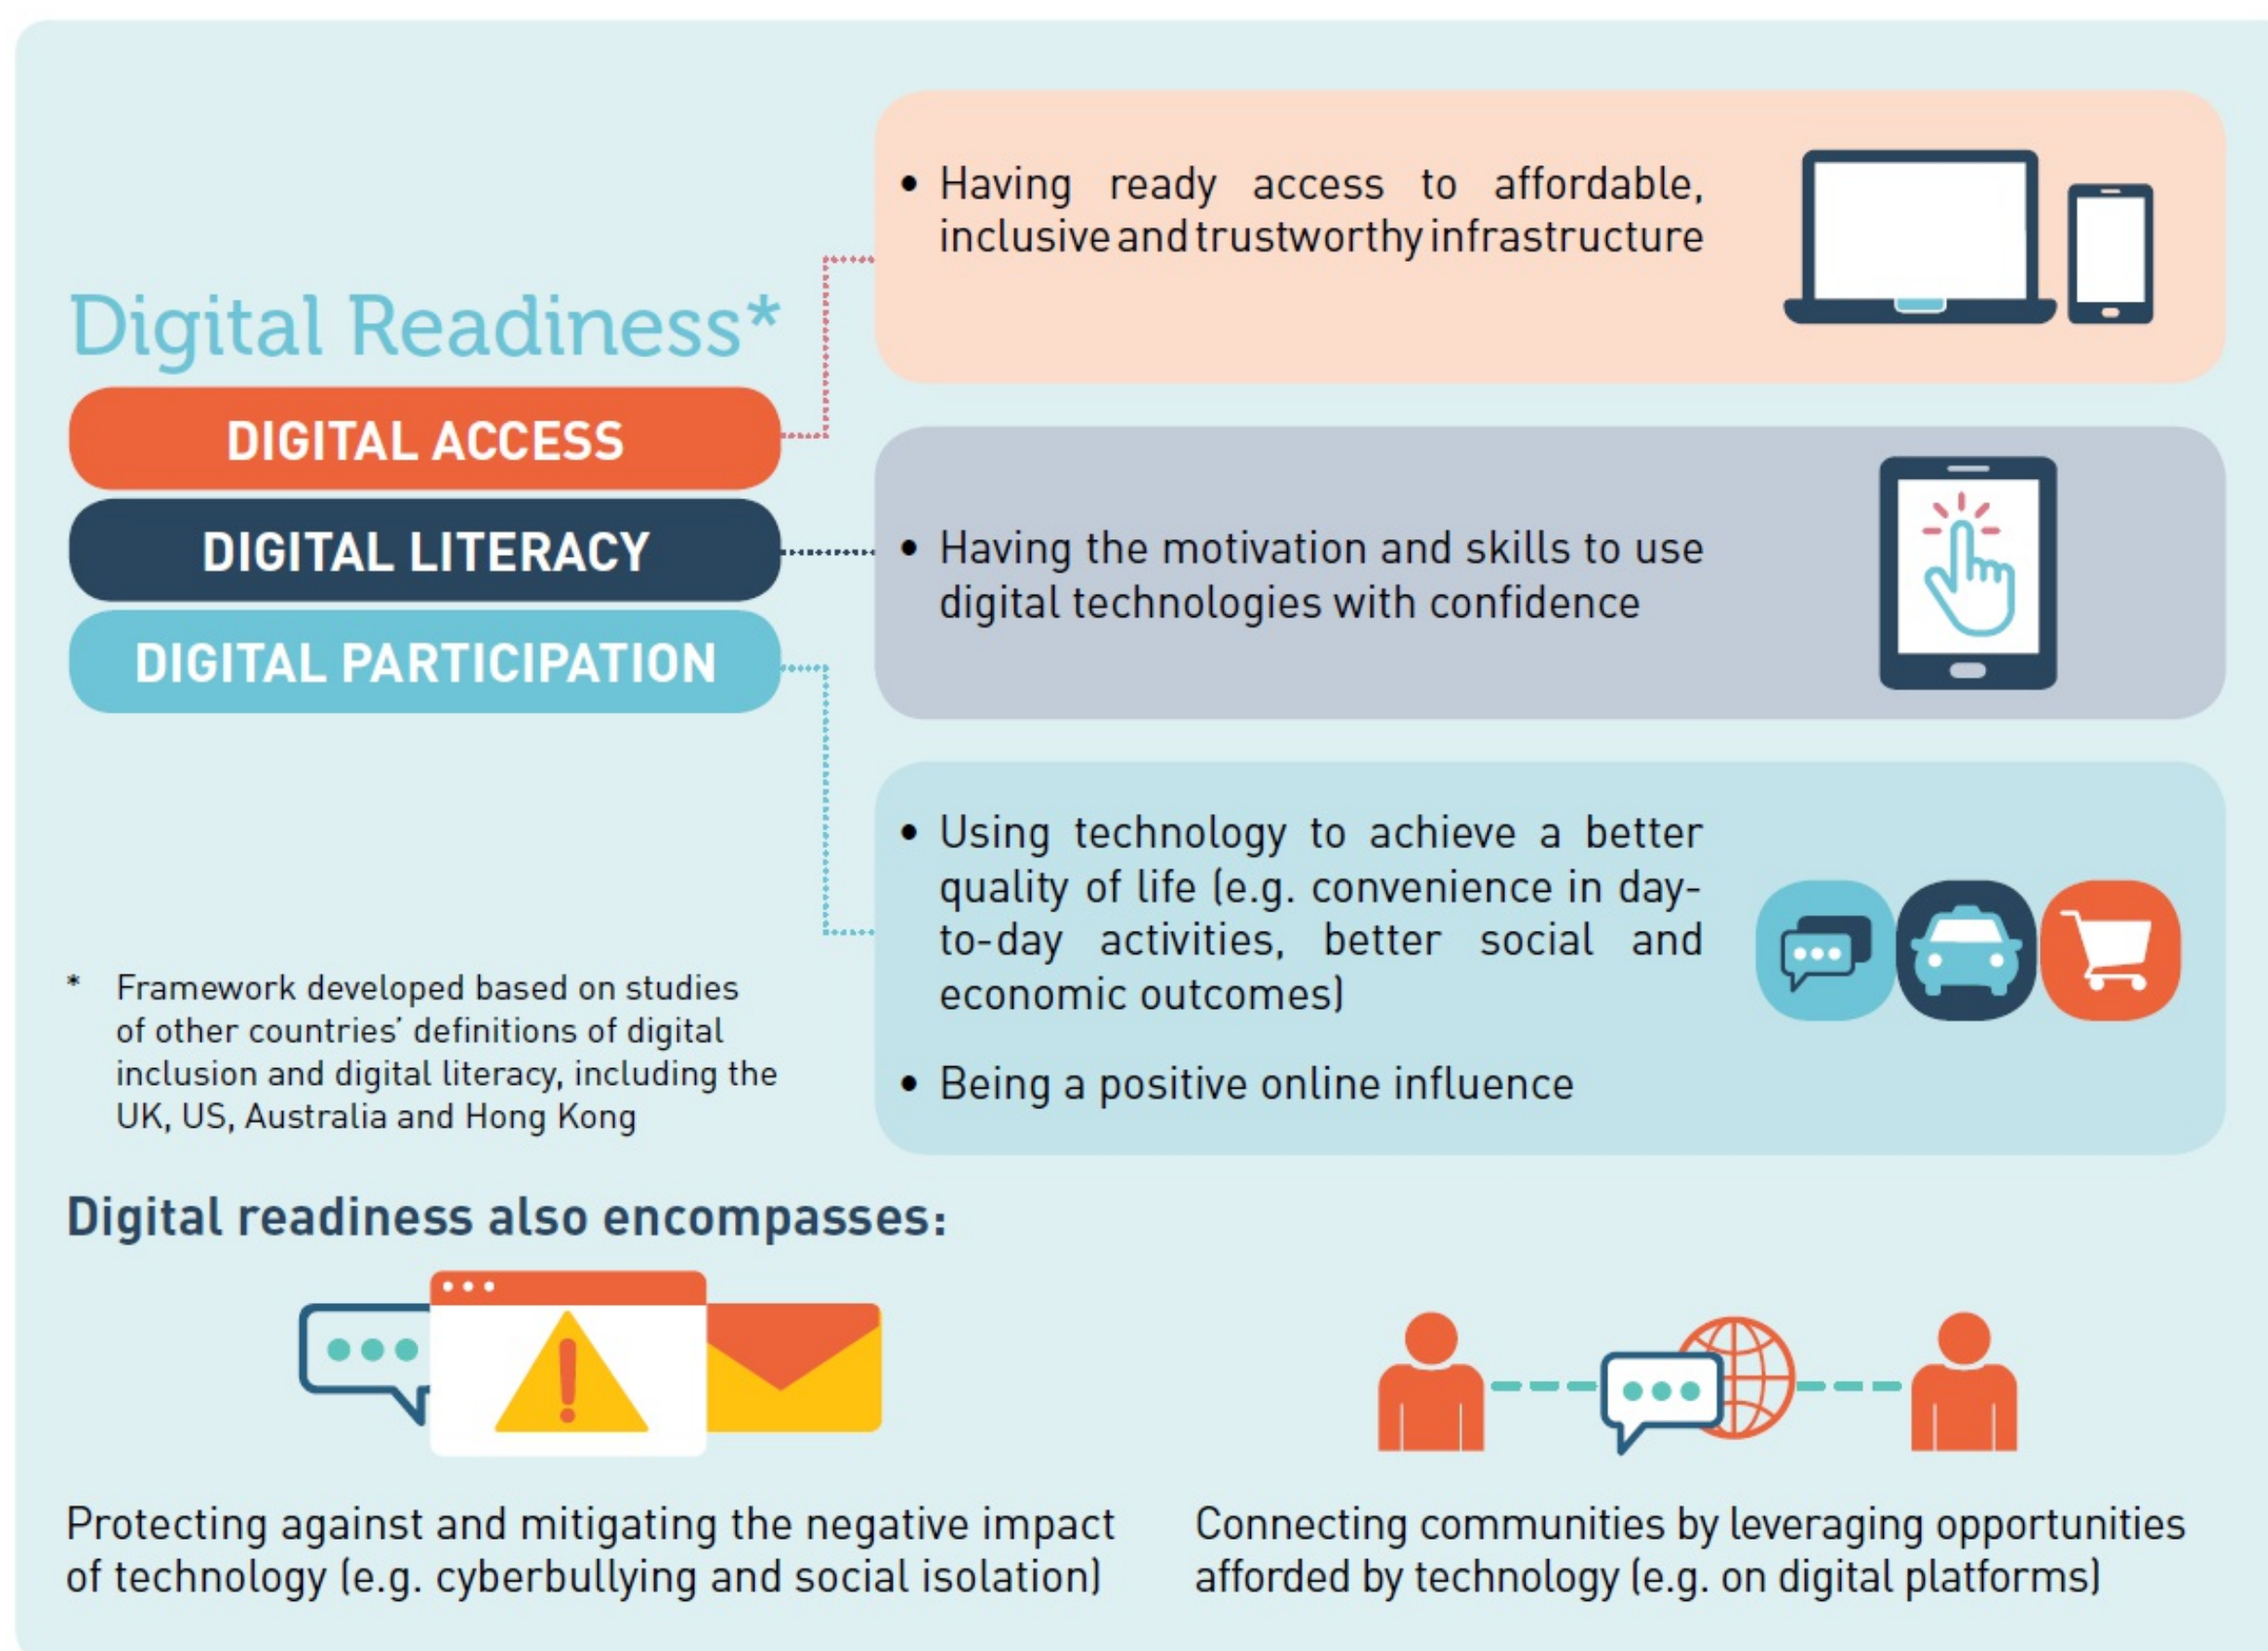 Digital Readiness*
DIGITAL ACCESS
• Having ready access to affordable,
inclusive and trustworthy infrastructure
DIGITAL LITERACY
• Having the motivation and skills to use
digital technologies with confidence
DIGITAL PARTICIPATION
• Using technology to achieve a better
quality of life (e.g. convenience in day-
to-day activities, better social and
economic outcomes)
• Being a positive online influence
* Framework developed based on studies
of other countries’ definitions of digital
inclusion and digital literacy, including the
UK, US, Australia and Hong Kong
Digital readiness also encompasses:
Protecting against and mitigating the negative impact
of technology (e.g. cyberbullying and social isolation)
Connecting communities by leveraging opportunities
afforded by technology (e.g. on digital platforms)